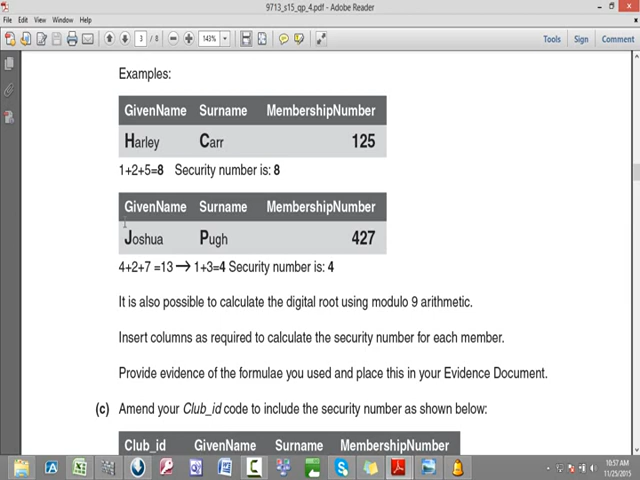 9713_s15_qp_4.pdf - Adobe Reader
File Edit View Window Help
3 / 8 143% Tools Sign Comment
Examples:
GivenName Surname MembershipNumber
Harley Carr 125
1+2+5=8 Security number is: 8
GivenName Surname MembershipNumber
Joshua Pugh 427
4+2+7 =13 → 1+3=4 Security number is: 4
It is also possible to calculate the digital root using modulo 9 arithmetic.
Insert columns as required to calculate the security number for each member.
Provide evidence of the formulae you used and place this in your Evidence Document.
(c) Amend your Club_id code to include the security number as shown below:
Club_id GivenName Surname MembershipNumber
10:57 AM
11/25/2015